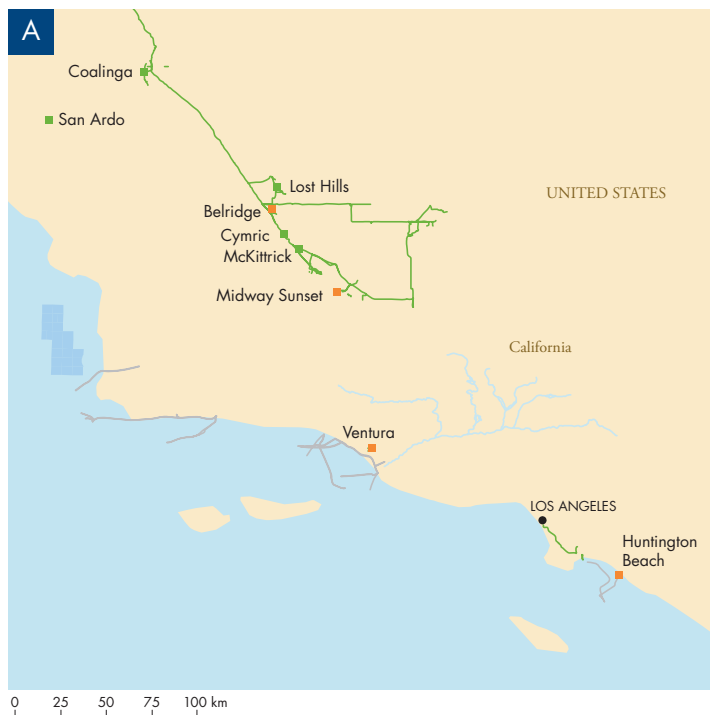 A
Coalinga
San Ardo
Lost Hills
UNITED STATES
Belridge
Cymric
McKittrick
Midway Sunset
California
Ventura
LOS ANGELES
Huntington
Beach
0 25 50 75 100 km